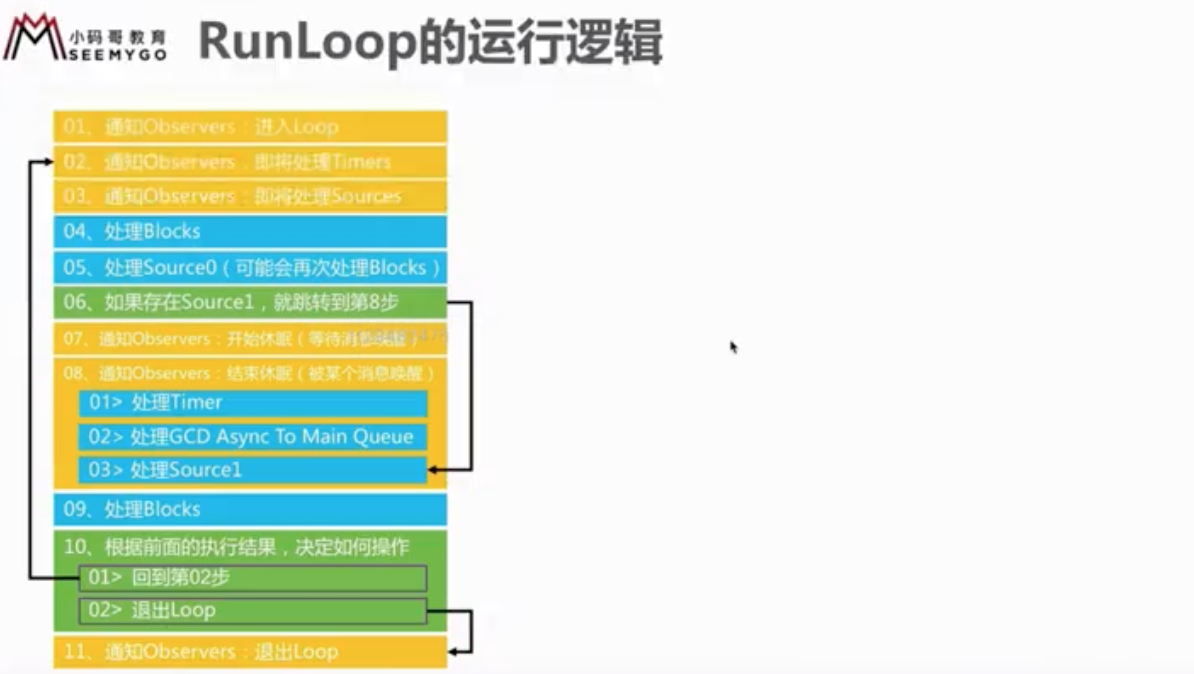 小码哥教育
SEEMYGO
RunLoop的运行逻辑
01、通知Observers：进入Loop
02、通知Observers：即将处理Timers
03、通知Observers：即将处理Sources
04、处理Blocks
05、处理Source0（可能会再次处理Blocks）
06、如果存在Source1，就跳转到第8步
07、通知Observers：开始休眠（等待消息唤醒）
08、通知Observers：结束休眠（被某个消息唤醒）
01> 处理Timer
02> 处理GCD Async To Main Queue
03> 处理Source1
09、处理Blocks
10、根据前面的执行结果，决定如何操作
01> 回到第02步
02> 退出Loop
11、通知Observers：退出Loop